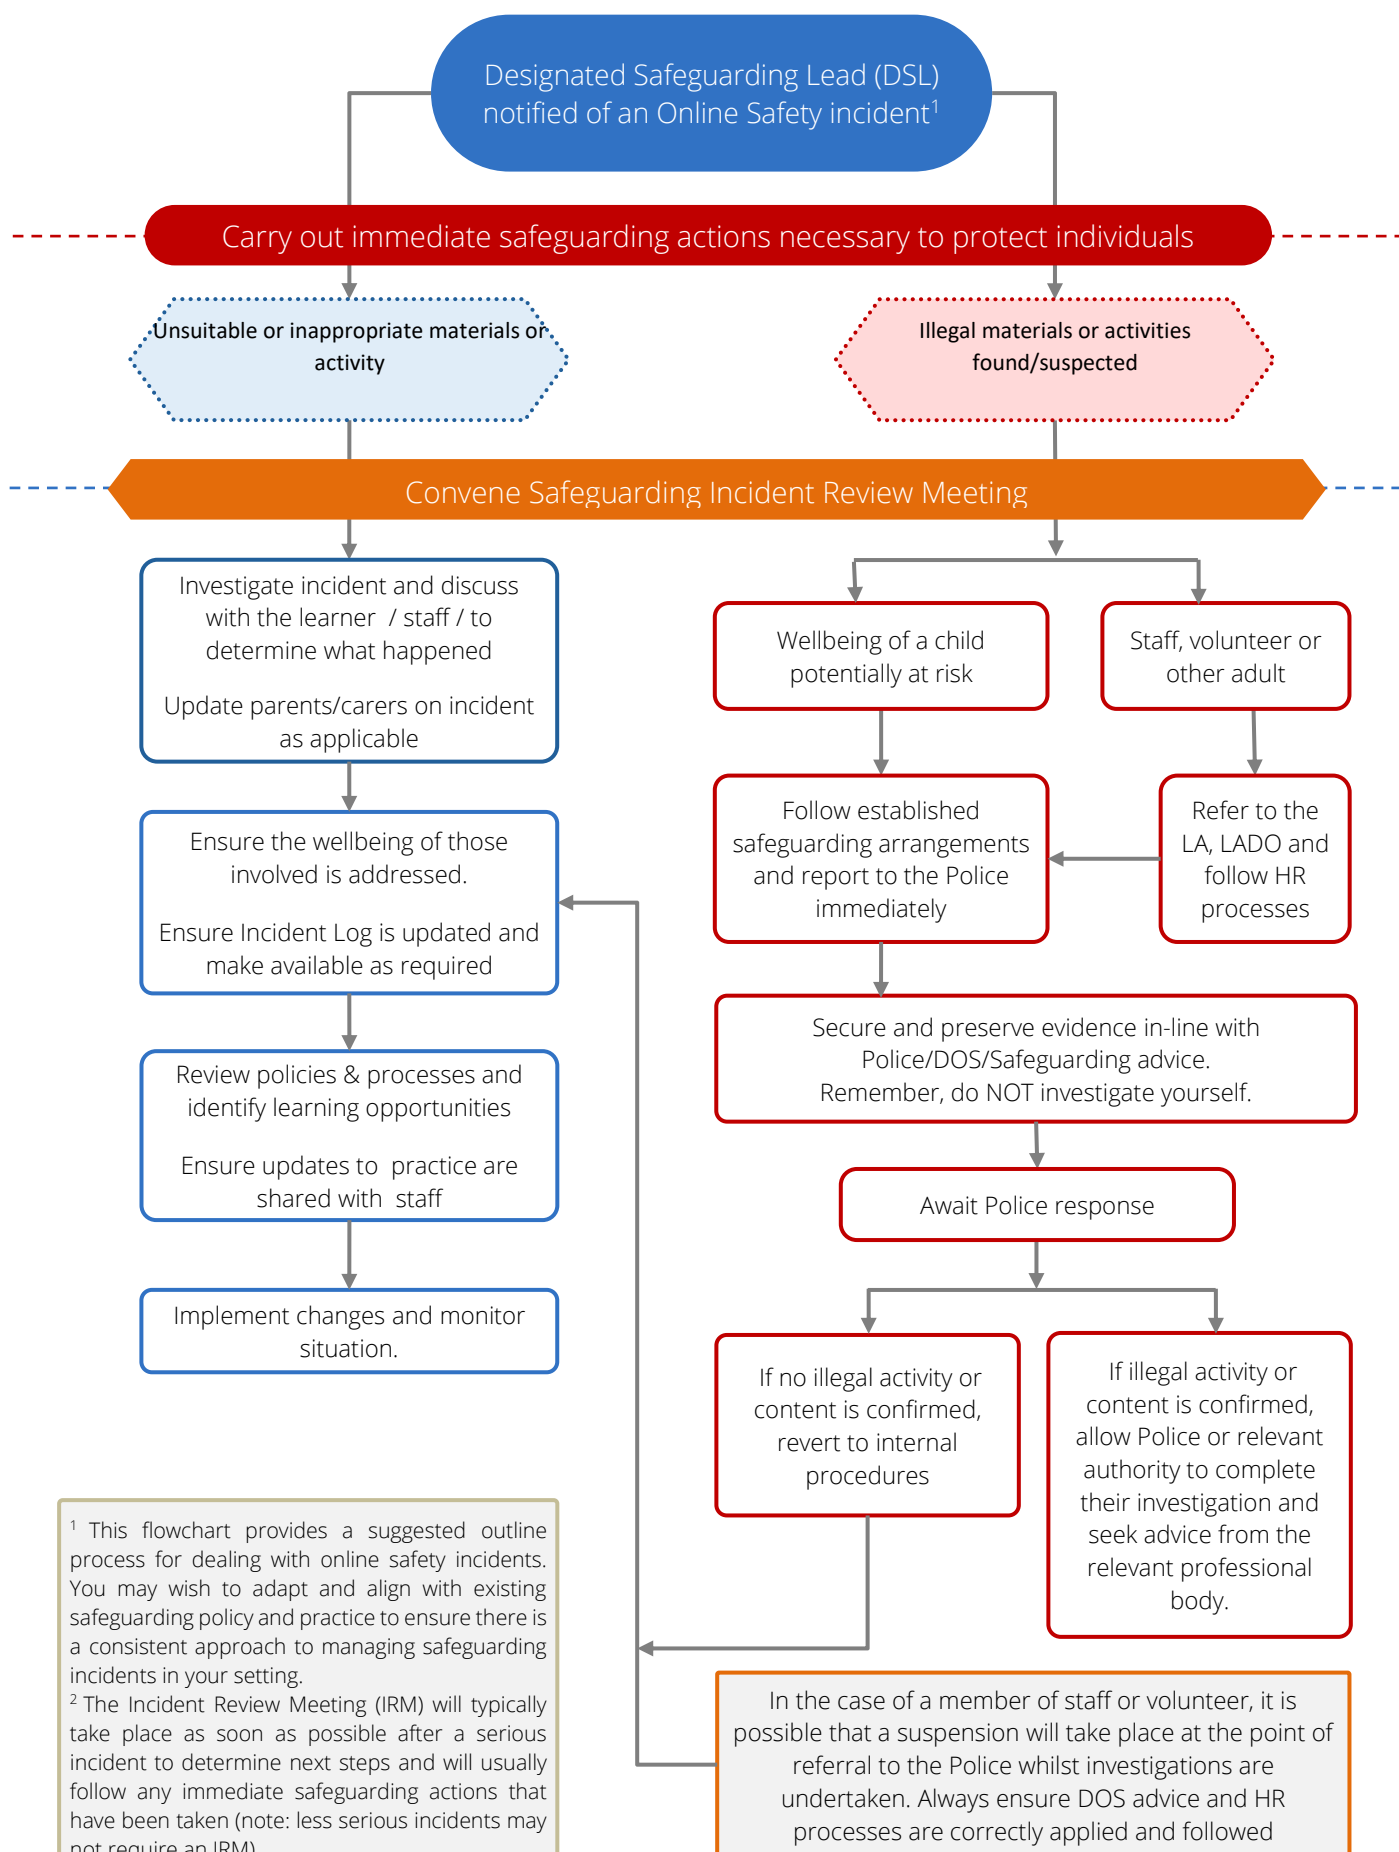 Designated Safeguarding Lead (DSL)
notified of an Online Safety incident1
Carry out immediate safeguarding actions necessary to protect individuals
Unsuitable or inappropriate materials or
activity
Illegal materials or activities
found/suspected
Convene Safeguarding Incident Review Meeting
Investigate incident and discuss
with the learner / staff / to
determine what happened
Update parents/carers on incident
as applicable
Ensure the wellbeing of those
involved is addressed.
Ensure Incident Log is updated and
make available as required
Review policies & processes and
identify learning opportunities
Ensure updates to practice are
shared with staff
Implement changes and monitor
situation.
Wellbeing of a child
potentially at risk
Staff, volunteer or
other adult
Follow established
safeguarding arrangements
and report to the Police
immediately
Refer to the
LA, LADO and
follow HR
processes
Secure and preserve evidence in-line with
Police/DOS/Safeguarding advice.
Remember, do NOT investigate yourself.
Await Police response
If no illegal activity or
content is confirmed,
revert to internal
procedures
If illegal activity or
content is confirmed,
allow Police or relevant
authority to complete
their investigation and
seek advice from the
relevant professional
body.
1 This flowchart provides a suggested outline
process for dealing with online safety incidents.
You may wish to adapt and align with existing
safeguarding policy and practice to ensure there is
a consistent approach to managing safeguarding
incidents in your setting.
2 The Incident Review Meeting (IRM) will typically
take place as soon as possible after a serious
incident to determine next steps and will usually
follow any immediate safeguarding actions that
have been taken (note: less serious incidents may
not require an IRM)
In the case of a member of staff or volunteer, it is
possible that a suspension will take place at the point of
referral to the Police whilst investigations are
undertaken. Always ensure DOS advice and HR
processes are correctly applied and followed